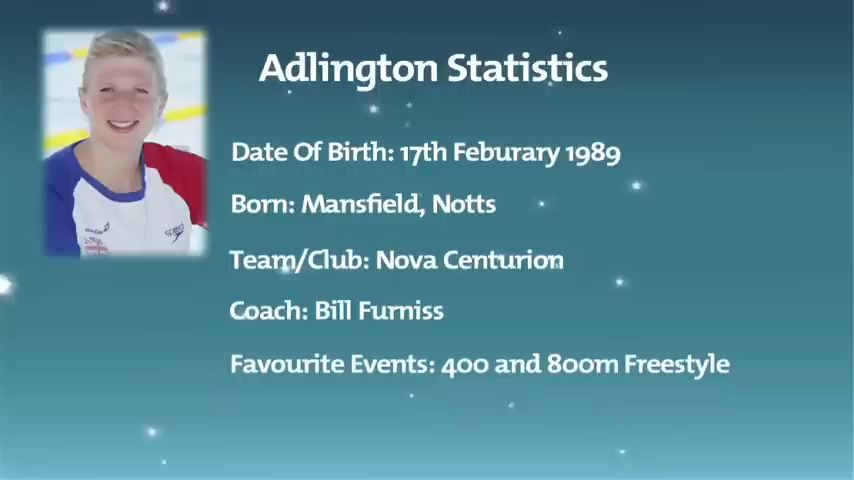 Adlington Statistics
Date Of Birth: 17th Feburary 1989
Born: Mansfield, Notts
Team/Club: Nova Centurion
Coach: Bill Furniss
Favourite Events: 400 and 800m Freestyle
speedo